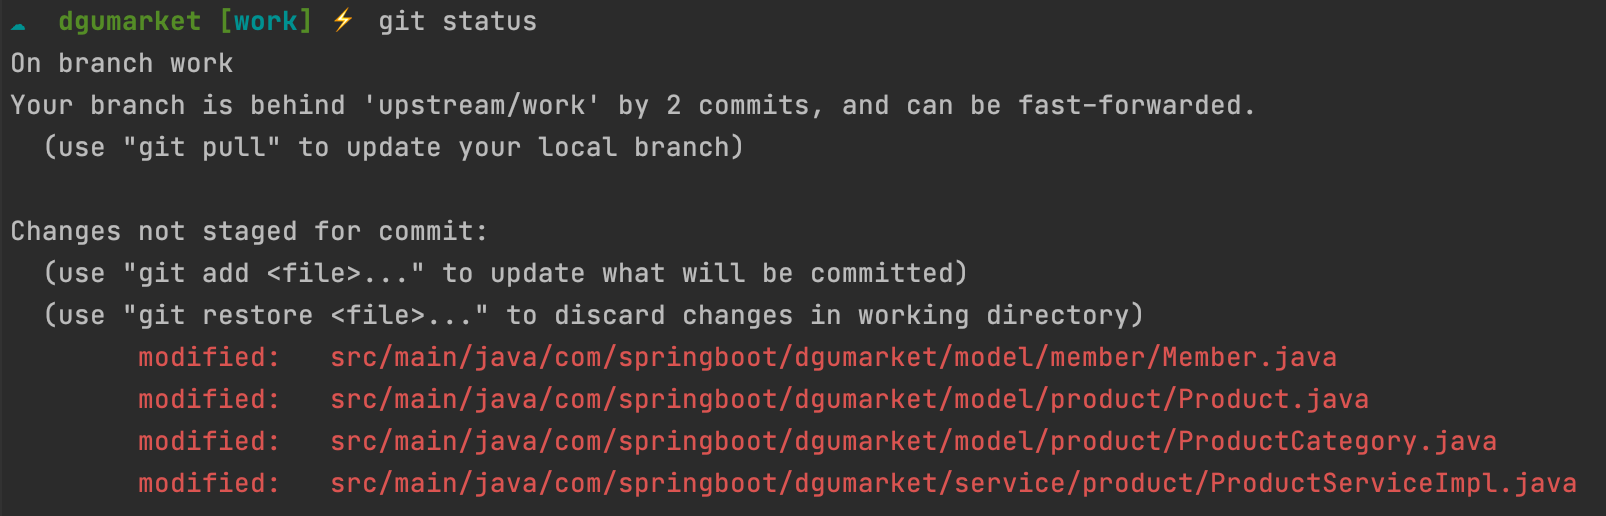 dgumarket [work] ⚡ git status
On branch work
Your branch is behind 'upstream/work' by 2 commits, and can be fast-forwarded.
  (use "git pull" to update your local branch)

Changes not staged for commit:
  (use "git add <file>..." to update what will be committed)
  (use "git restore <file>..." to discard changes in working directory)
        modified:   src/main/java/com/springboot/dgumarket/model/member/Member.java
        modified:   src/main/java/com/springboot/dgumarket/model/product/Product.java
        modified:   src/main/java/com/springboot/dgumarket/model/product/ProductCategory.java
        modified:   src/main/java/com/springboot/dgumarket/service/product/ProductServiceImpl.java